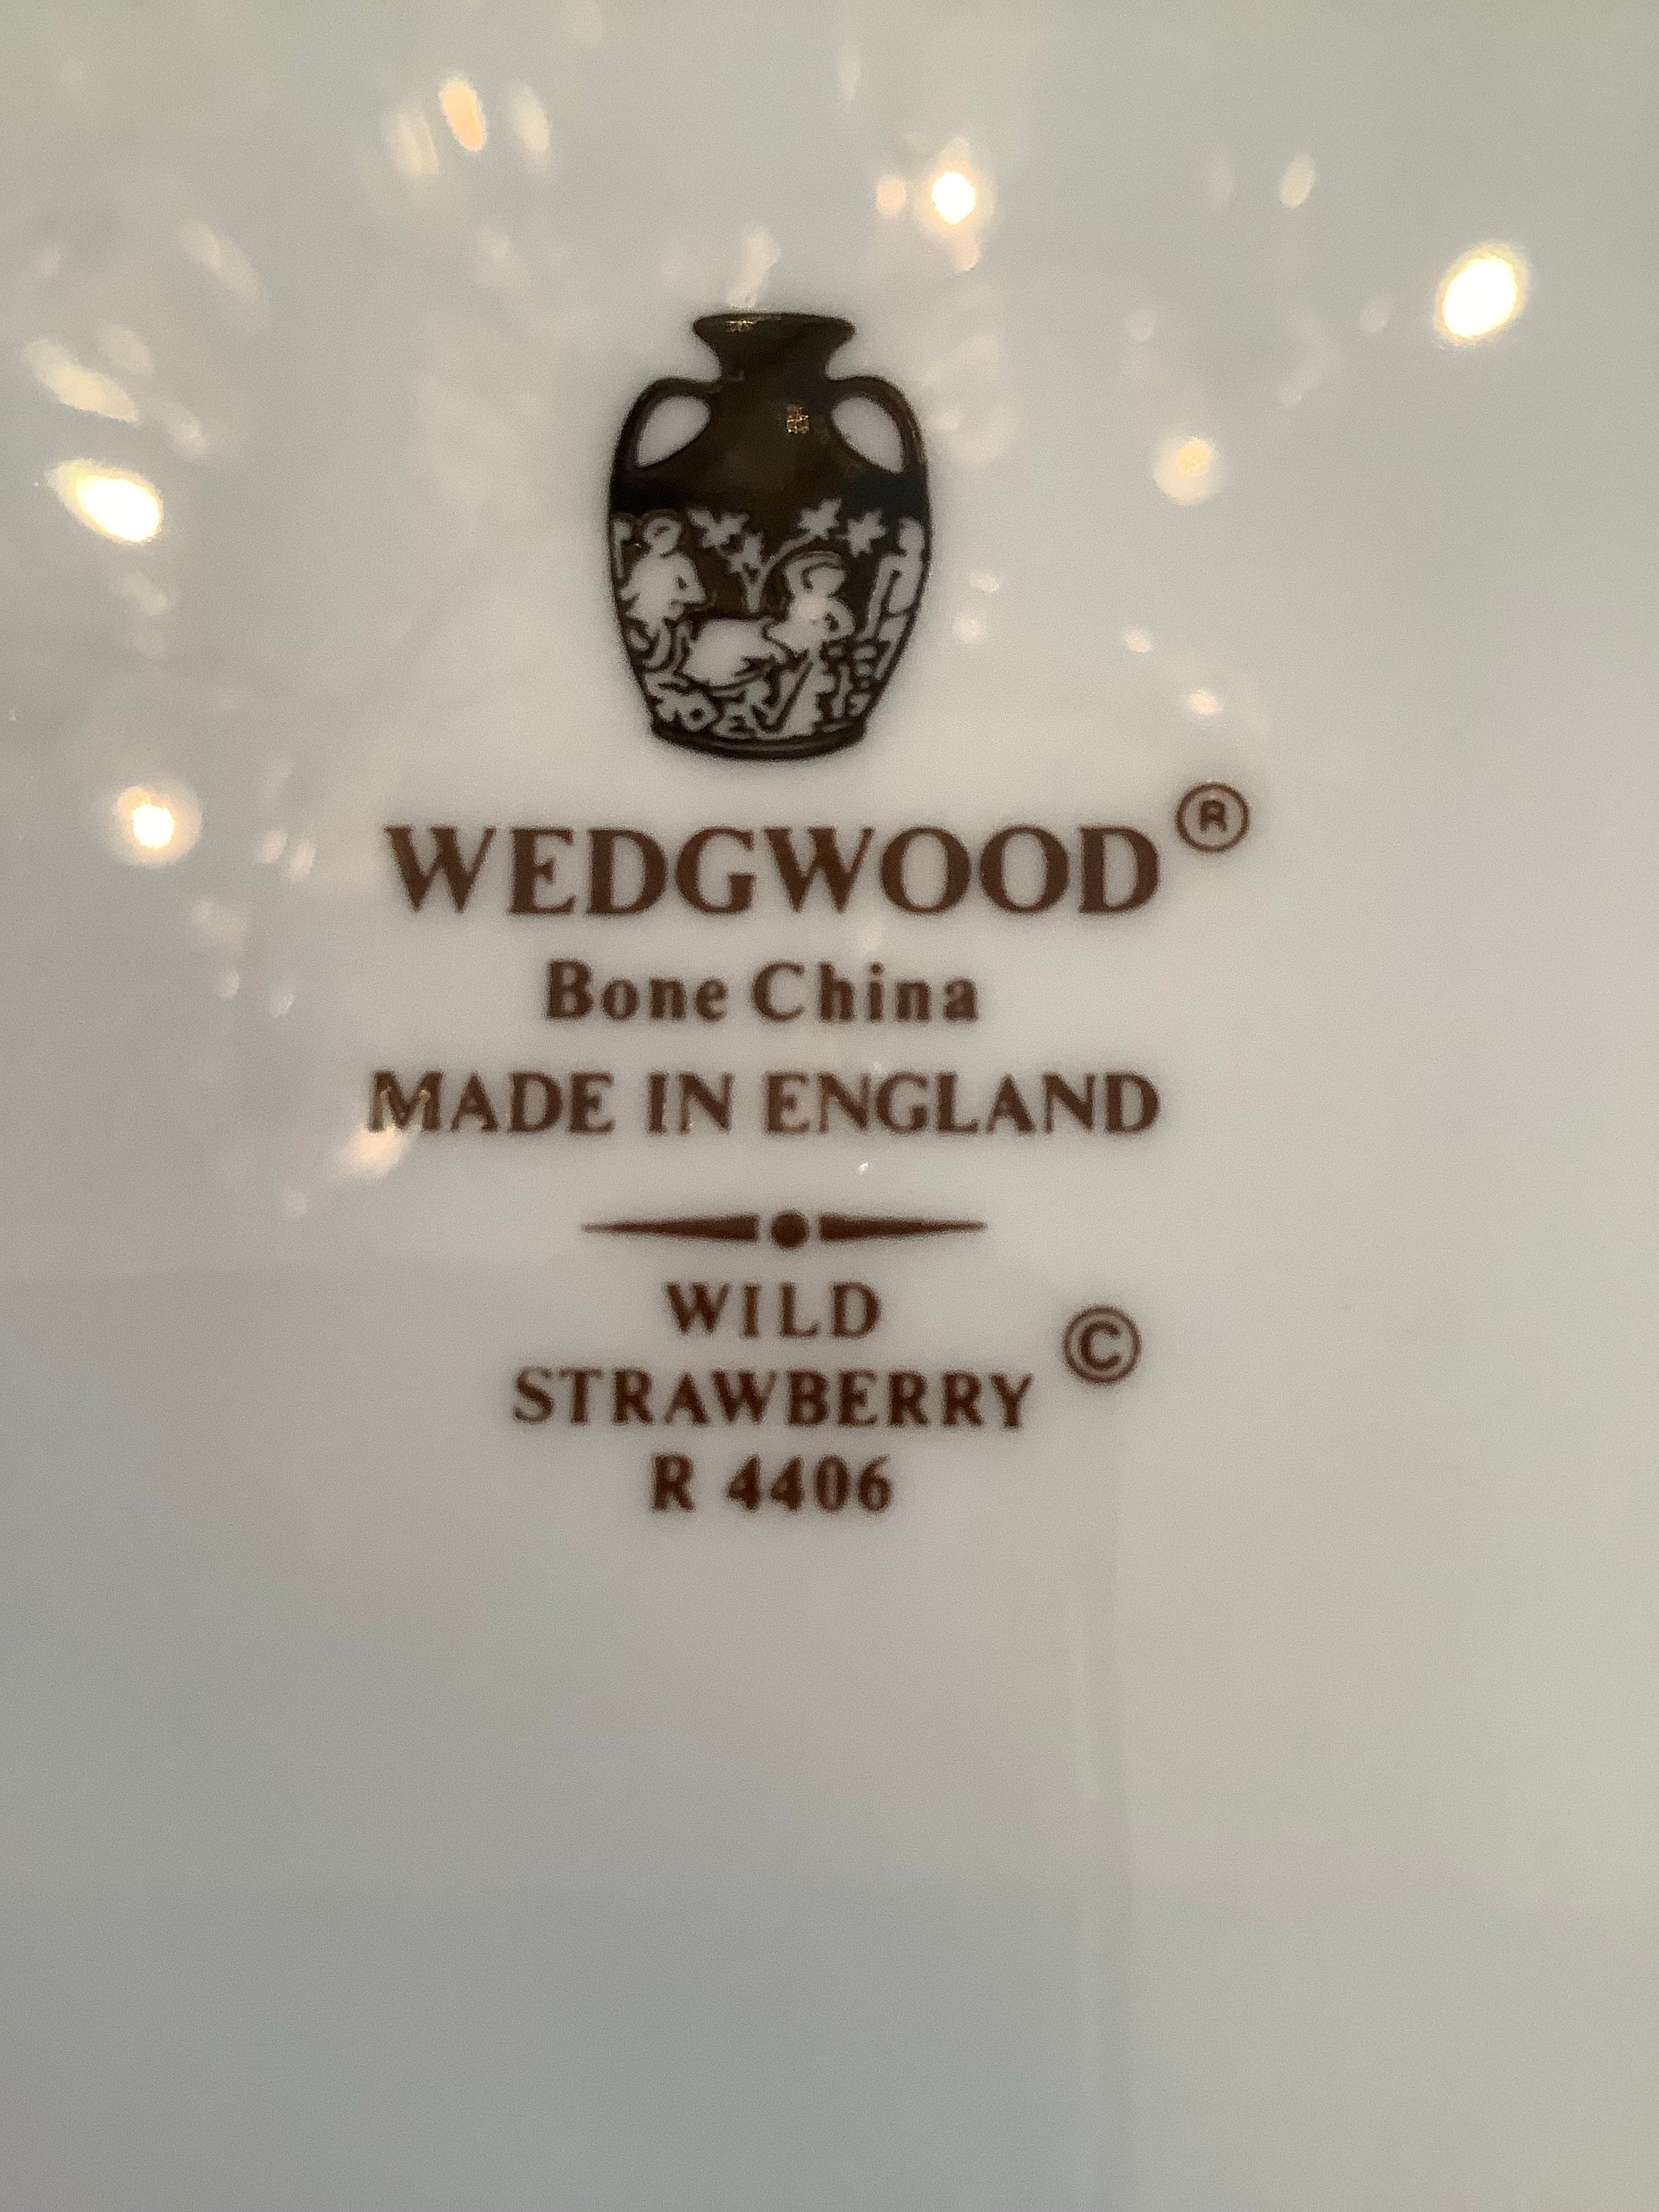 WEDGWOOD®
Bone China
MADE IN ENGLAND
WILD
STRAWBERRY ©
R 4406